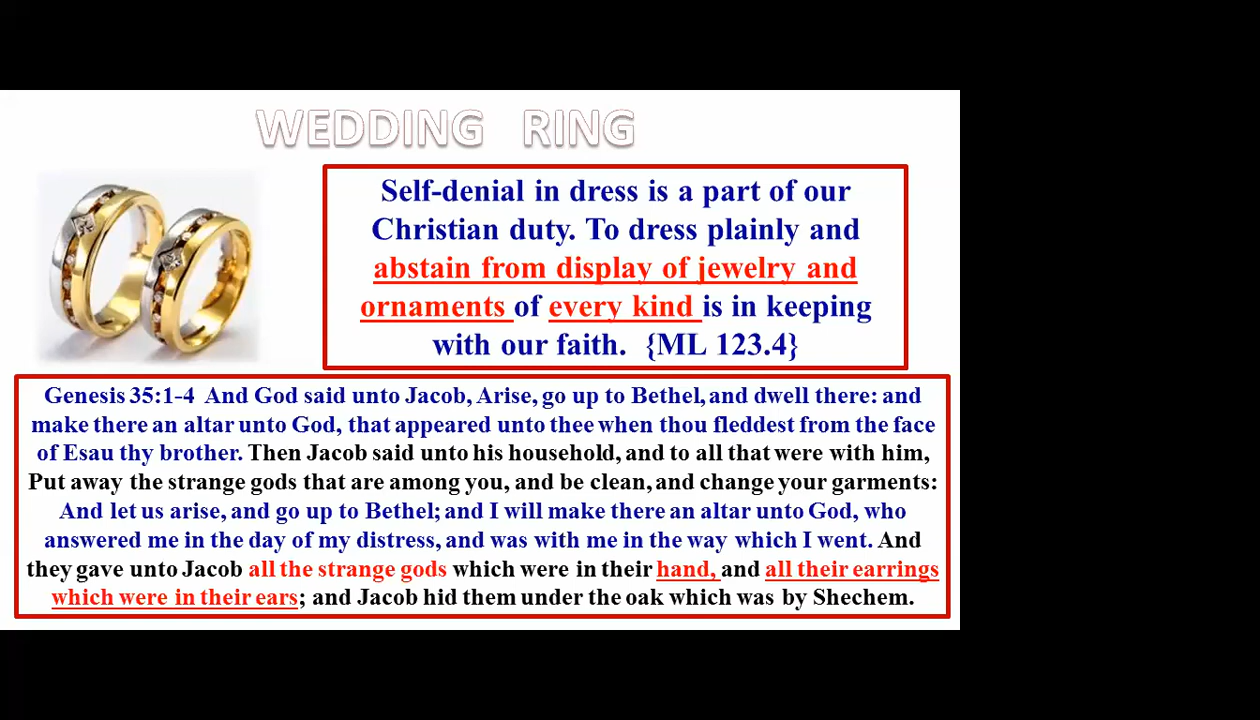 WEDDING RING
Self-denial in dress is a part of our
Christian duty. To dress plainly and
abstain from display of jewelry and
ornaments of every kind is in keeping
with our faith. {ML 123.4}
Genesis 35:1-4 And God said unto Jacob, Arise, go up to Bethel, and dwell there: and
make there an altar unto God, that appeared unto thee when thou fleddest from the face
of Esau thy brother. Then Jacob said unto his household, and to all that were with him,
Put away the strange gods that are among you, and be clean, and change your garments:
And let us arise, and go up to Bethel; and I will make there an altar unto God, who
answered me in the day of my distress, and was with me in the way which I went. And
they gave unto Jacob all the strange gods which were in their hand, and all their earrings
which were in their ears; and Jacob hid them under the oak which was by Shechem.